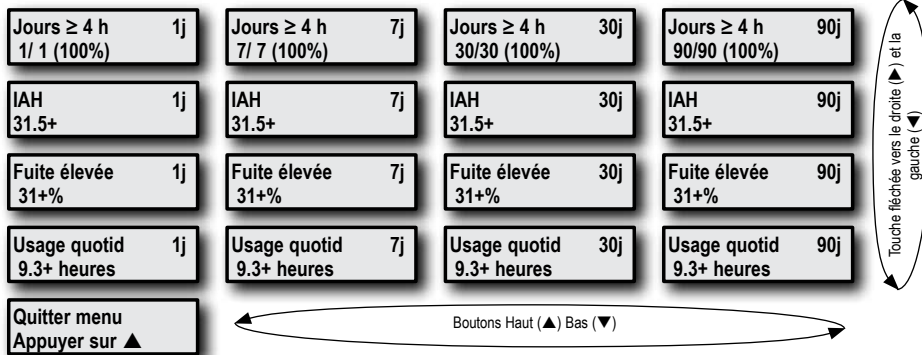 Jours ≥ 4 h 1j
1/ 1 (100%)
Jours ≥ 4 h 7j
7/ 7 (100%)
Jours ≥ 4 h 30j
30/30 (100%)
Jours ≥ 4 h 90j
90/90 (100%)
IAH 1j
31.5+
IAH 7j
31.5+
IAH 30j
31.5+
IAH 90j
31.5+
Fuite élevée 1j
31+%
Fuite élevée 7j
31+%
Fuite élevée 30j
31+%
Fuite élevée 90j
31+%
Usage quotid 1j
9.3+ heures
Usage quotid 7j
9.3+ heures
Usage quotid 30j
9.3+ heures
Usage quotid 90j
9.3+ heures
Quitter menu
Appuyer sur ▲
Boutons Haut (▲) Bas (▼)
Touche fléchée vers le droite (▶) et la
gauche (◀)